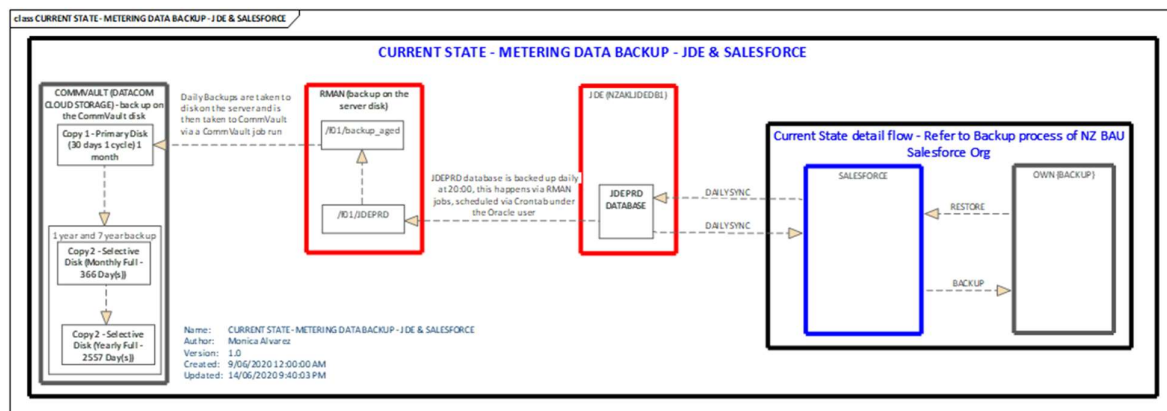 class CURRENT STATE - METERING DATA BACKUP - JDE & SALESFORCE
CURRENT STATE - METERING DATA BACKUP - JDE & SALESFORCE
COMMVAULT (DATACOM
CLOUD STORAGE) - back up on
the CommVault disk
Copy 1 - Primary Disk
(30 days 1 cycle) 1
month
1 year and 7 year backup
Copy 2 - Selective
Disk (Monthly Full -
366 Day(s))
Copy 2 - Selective
Disk (Yearly Full -
2557 Day(s))
Daily Backups are taken to
disk on the server and is
then taken to CommVault
via a CommVault job run
RMAN (backup on the
server disk)
/f01/backup_aged
/f01/JDEPRD
JDEPRD database is backed up daily
at 20:00, this happens via RMAN
jobs, scheduled via Crontab under
the Oracle user
JDE (NZAKLJDEDB1)
JDEPRD
DATABASE
DAILY SYNC
DAILY SYNC
Current State detail flow - Refer to Backup process of NZ BAU
Salesforce Org
SALESFORCE
OWN {BACKUP}
RESTORE
BACKUP
Name: CURRENT STATE - METERING DATA BACKUP - JDE & SALESFORCE
Author: Monica Alvarez
Version: 1.0
Created: 9/06/2020 12:00:00 AM
Updated: 14/06/2020 9:40:03 PM